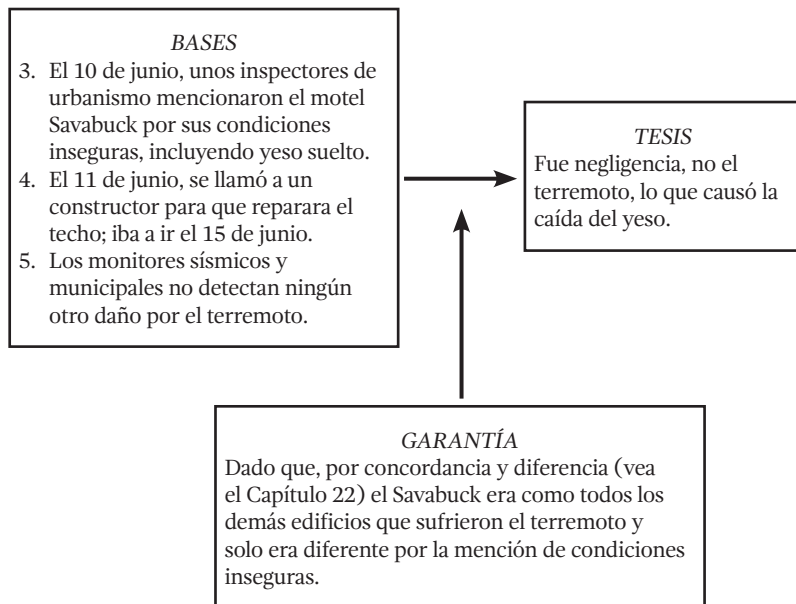 BASES
3. El 10 de junio, unos inspectores de
urbanismo mencionaron el motel
Savabuck por sus condiciones
inseguras, incluyendo yeso suelto.
4. El 11 de junio, se llamó a un
constructor para que reparara el
techo; iba a ir el 15 de junio.
5. Los monitores sísmicos y
municipales no detectan ningún
otro daño por el terremoto.
TESIS
Fue negligencia, no el
terremoto, lo que causó la
caída del yeso.
GARANTÍA
Dado que, por concordancia y diferencia (vea
el Capítulo 22) el Savabuck era como todos los
demás edificios que sufrieron el terremoto y
solo era diferente por la mención de condiciones
inseguras.